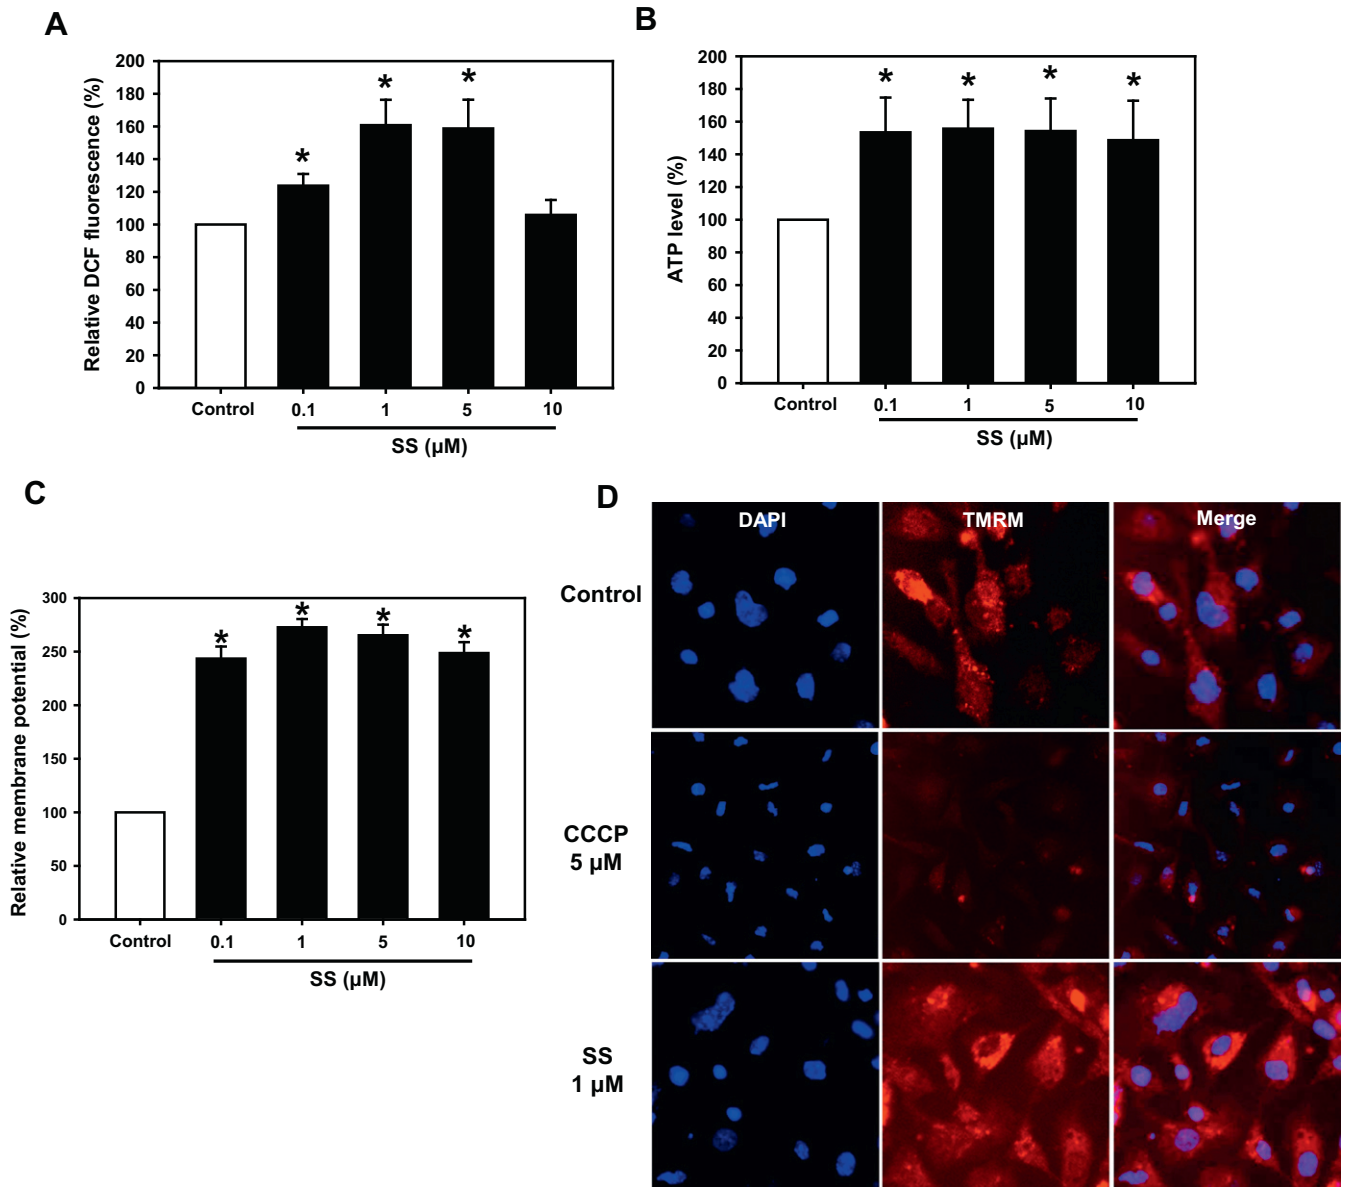 A
Relative DCF fluorescence (%)
200
180
160
140
120
100
80
60
40
20
0
* * *
Control 0.1 1 5 10
SS (µM)
B
ATP level (%)
200
180
160
140
120
100
80
60
40
20
0
* * * *
Control 0.1 1 5 10
SS (µM)
C
Relative membrane potential (%)
300
250
200
150
100
50
0
* * * *
Control 0.1 1 5 10
SS (µM)
D
DAPI TMRM Merge
Control
CCCP
5 µM
SS
1 µM